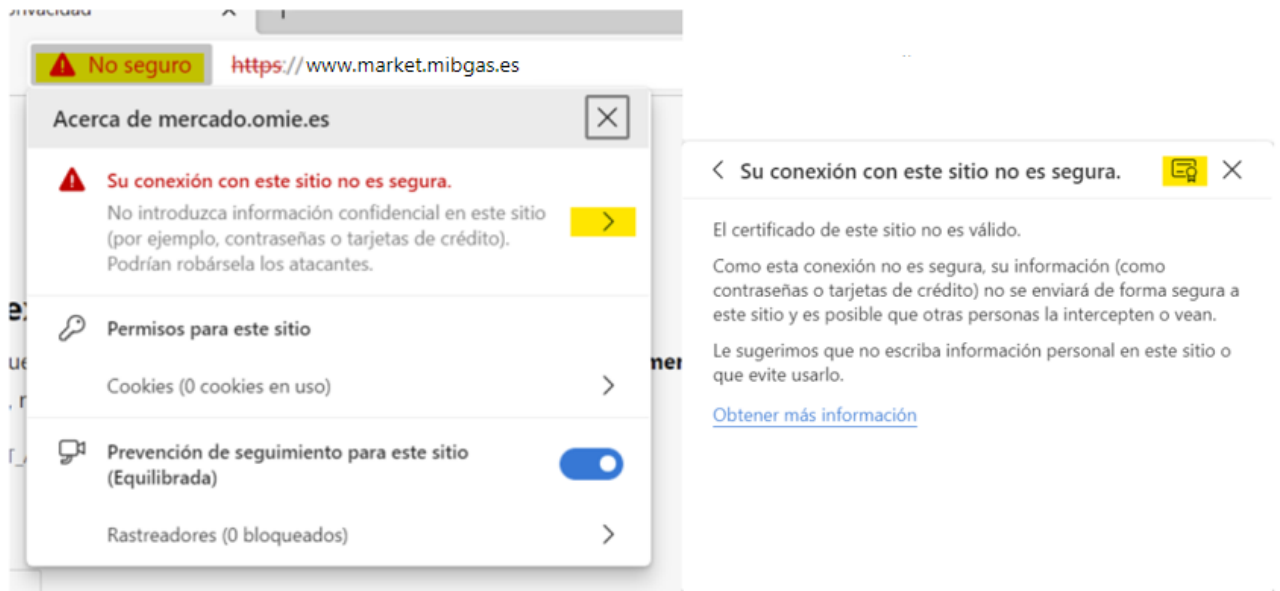 No seguro https://www.market.mibgas.es
Acerca de mercado.omie.es
Su conexión con este sitio no es segura.
No introduzca información confidencial en este sitio
(por ejemplo, contraseñas o tarjetas de crédito).
Podrían robársela los atacantes.
Permisos para este sitio
Cookies (0 cookies en uso)
Prevención de seguimiento para este sitio
(Equilibrada)
Rastreadores (0 bloqueados)
Su conexión con este sitio no es segura.
El certificado de este sitio no es válido.
Como esta conexión no es segura, su información (como
contraseñas o tarjetas de crédito) no se enviará de forma segura a
este sitio y es posible que otras personas la intercepten o vean.
Le sugerimos que no escriba información personal en este sitio o
que evite usarlo.
Obtener más información